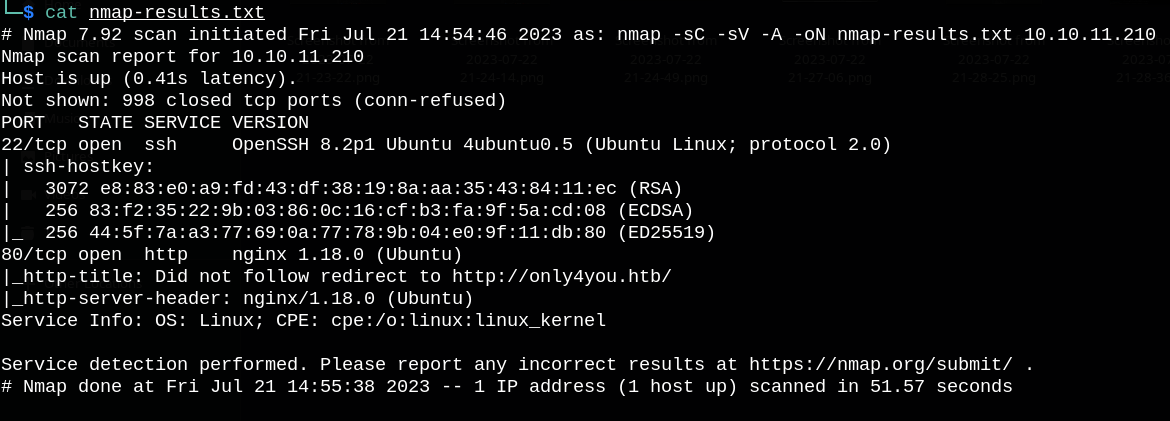 └─$ cat nmap-results.txt
# Nmap 7.92 scan initiated Fri Jul 21 14:54:46 2023 as: nmap -sC -sV -A -oN nmap-results.txt 10.10.11.210
Nmap scan report for 10.10.11.210
Host is up (0.41s latency).
Not shown: 998 closed tcp ports (conn-refused)
PORT   STATE SERVICE VERSION
22/tcp open  ssh     OpenSSH 8.2p1 Ubuntu 4ubuntu0.5 (Ubuntu Linux; protocol 2.0)
| ssh-hostkey:
|   3072 e8:83:e0:a9:fd:43:df:38:19:8a:aa:35:43:84:11:ec (RSA)
|   256 83:f2:35:22:9b:03:86:0c:16:cf:b3:fa:9f:5a:cd:08 (ECDSA)
|_  256 44:5f:7a:a3:77:69:0a:77:78:9b:04:e0:9f:11:db:80 (ED25519)
80/tcp open  http    nginx 1.18.0 (Ubuntu)
|_http-title: Did not follow redirect to http://only4you.htb/
|_http-server-header: nginx/1.18.0 (Ubuntu)
Service Info: OS: Linux; CPE: cpe:/o:linux:linux_kernel
Service detection performed. Please report any incorrect results at https://nmap.org/submit/ .
# Nmap done at Fri Jul 21 14:55:38 2023 -- 1 IP address (1 host up) scanned in 51.57 seconds